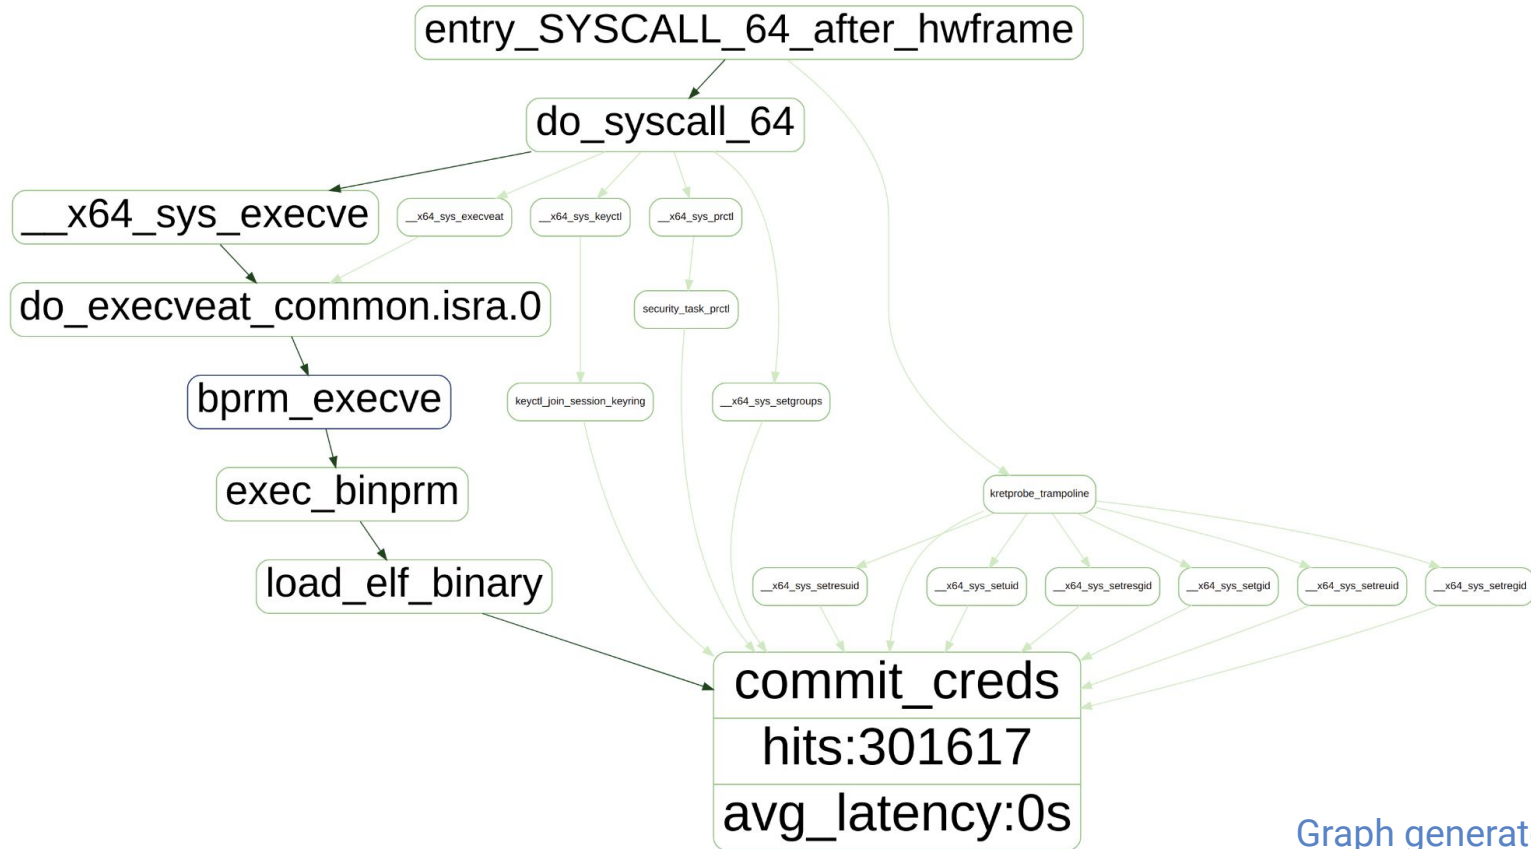 entry_SYSCALL_64_after_hwframe
do_syscall_64
__x64_sys_execve
__x64_sys_execveat
__x64_sys_keyctl
__x64_sys_prctl
do_execveat_common.isra.0
security_task_prctl
bprm_execve
keyctl_join_session_keyring
__x64_sys_setgroups
exec_binprm
kretprobe_trampoline
load_elf_binary
__x64_sys_setresuid
__x64_sys_setuid
__x64_sys_setresgid
__x64_sys_setgid
__x64_sys_setreuid
__x64_sys_setregid
commit_creds
hits:301617
avg_latency:0s
Graph generat